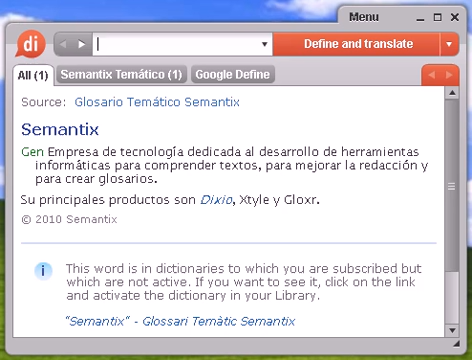 Menu
di
Define and translate
All (1) Semantix Temático (1) Google Define
Source: Glosario Temático Semantix
Semantix
Gen Empresa de tecnología dedicada al desarrollo de herramientas
informáticas para comprender textos, para mejorar la redacción y
para crear glosarios.
Su principales productos son Dixio, Xtyle y Gloxr.
© 2010 Semantix
i
This word is in dictionaries to which you are subscribed but
which are not active. If you want to see it, click on the link
and activate the dictionary in your Library.
"Semantix" - Glossari Temàtic Semantix